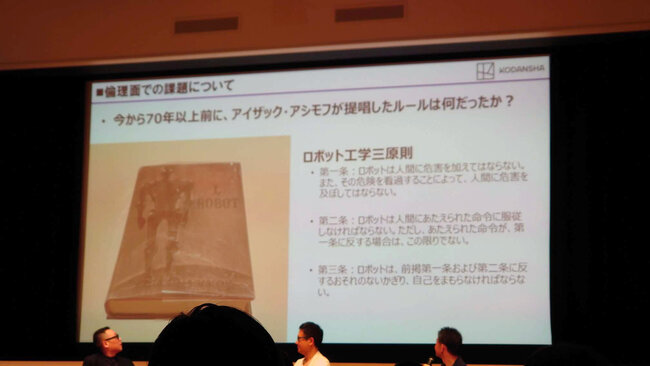 ■倫理面での課題について
KODANSHA
• 今から70年以上前に、アイザック・アシモフが提唱したルールは何だったか？
I,
ROBOT
ロボット工学三原則
• 第一条：ロボットは人間に危害を加えてはならない。
また、その危険を看過することによって、人間に危害を
及ぼしてはならない。
• 第二条：ロボットは人間にあたえられた命令に服従
しなければならない。ただし、あたえられた命令が、第
一条に反する場合は、この限りでない。
• 第三条：ロボットは、前掲第一条および第二条に反
するおそれのないかぎり、自己をまもらなければならな
い。